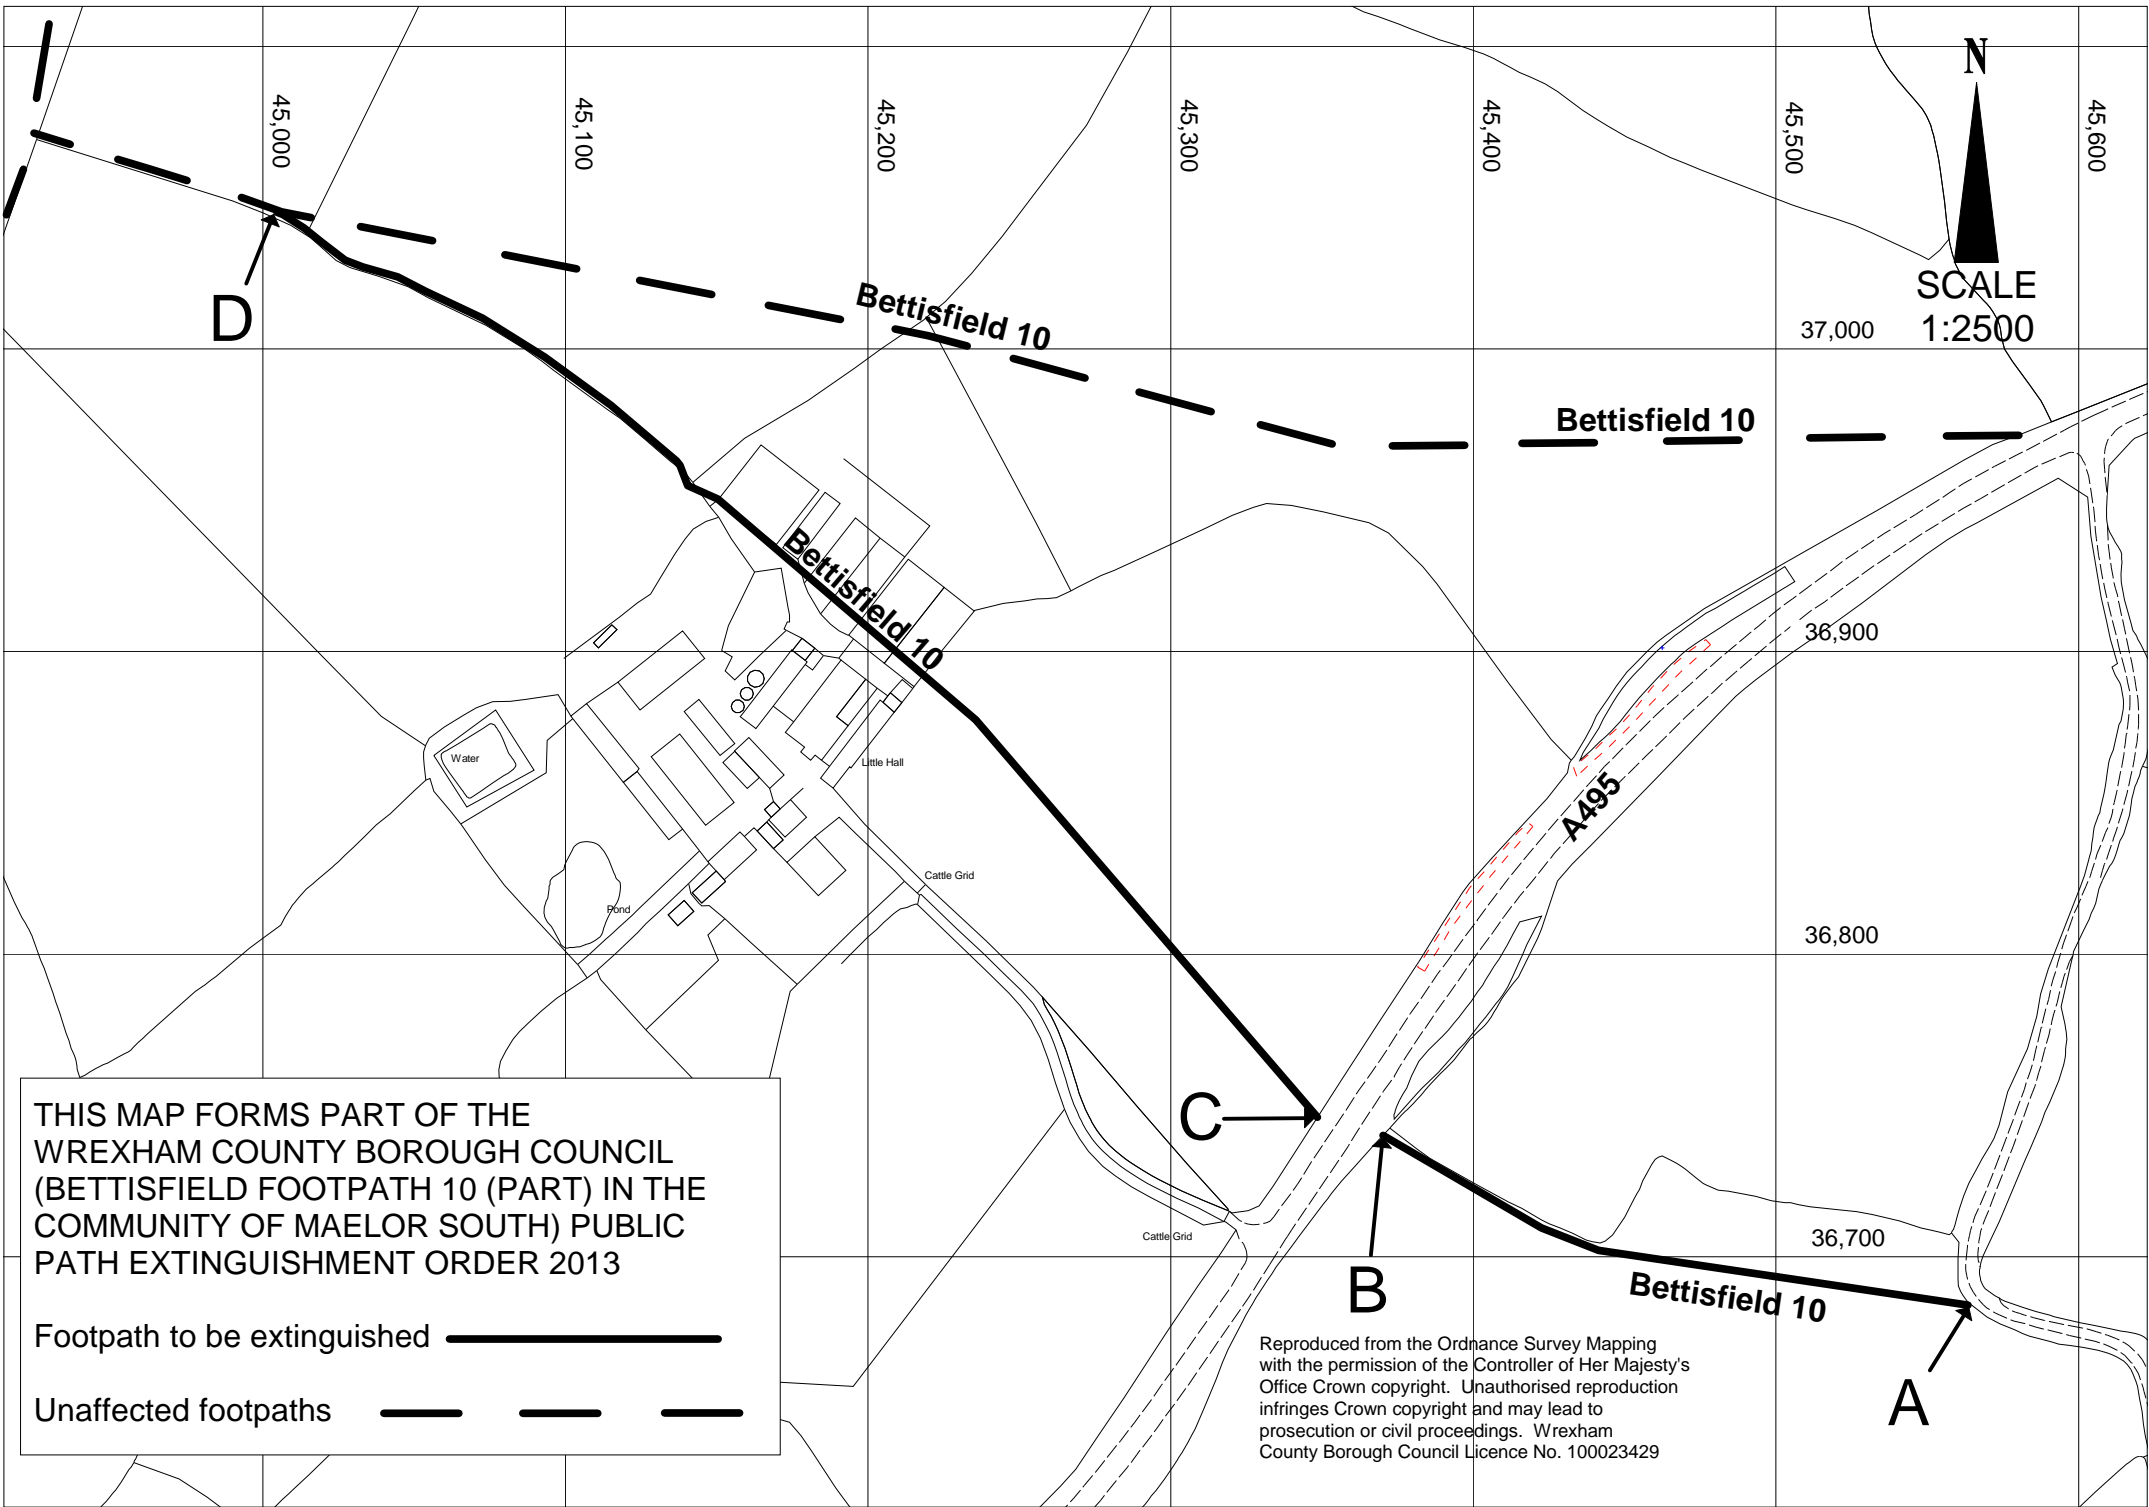 N
45,000
45,100
45,200
45,300
45,400
45,500
45,600
SCALE
1:2500
37,000
D
Bettisfield 10
Bettisfield 10
Bettisfield 10
36,900
Water
Little Hall
A495
Cattle Grid
Pond
36,800
C
Cattle Grid
B
36,700
Bettisfield 10
A
THIS MAP FORMS PART OF THE
WREXHAM COUNTY BOROUGH COUNCIL
(BETTISFIELD FOOTPATH 10 (PART) IN THE
COMMUNITY OF MAELOR SOUTH) PUBLIC
PATH EXTINGUISHMENT ORDER 2013
Footpath to be extinguished
Unaffected footpaths
Reproduced from the Ordnance Survey Mapping
with the permission of the Controller of Her Majesty's
Office Crown copyright. Unauthorised reproduction
infringes Crown copyright and may lead to
prosecution or civil proceedings. Wrexham
County Borough Council Licence No. 100023429